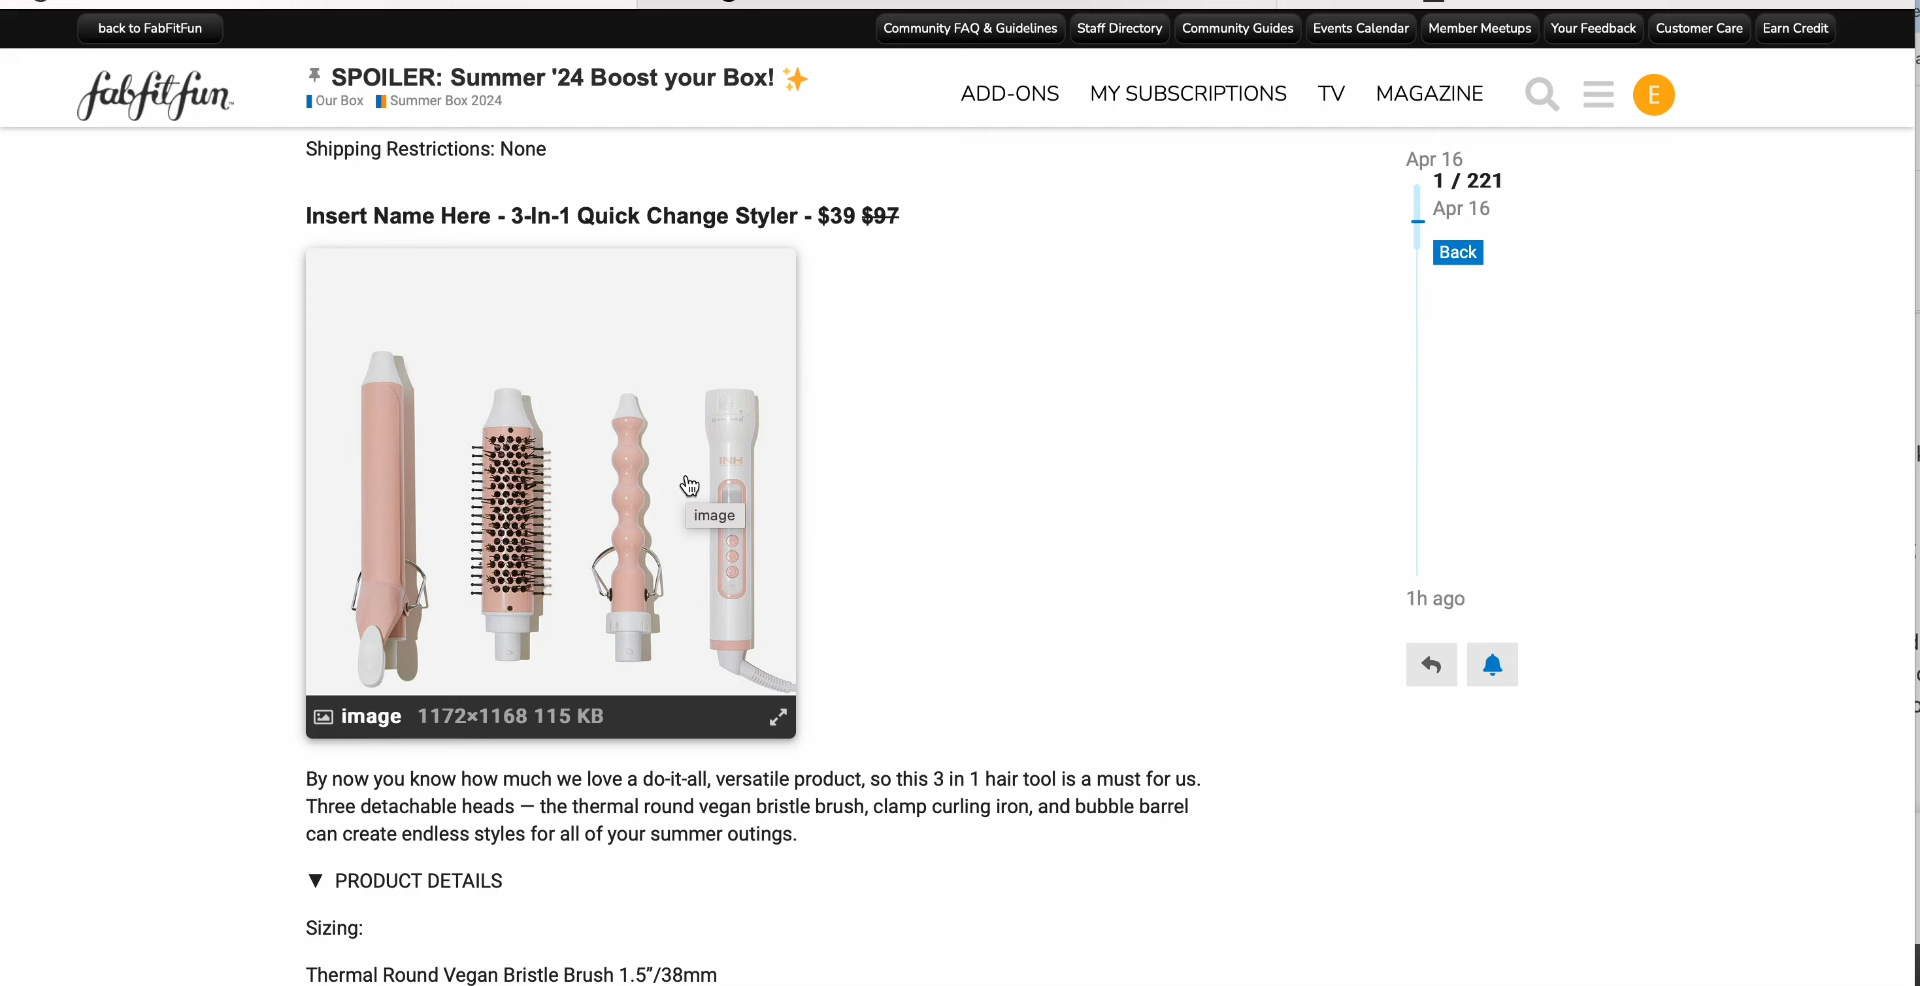 back to FabFitFun
Community FAQ & Guidelines
Staff Directory
Community Guides
Events Calendar
Member Meetups
Your Feedback
Customer Care
Earn Credit
fabfitfun
SPOILER: Summer '24 Boost your Box! ✨
Our Box Summer Box 2024
ADD-ONS
MY SUBSCRIPTIONS
TV
MAGAZINE
E
Shipping Restrictions: None
Insert Name Here - 3-In-1 Quick Change Styler - $39 $97
INH
image
image 1172×1168 115 KB
By now you know how much we love a do-it-all, versatile product, so this 3 in 1 hair tool is a must for us.
Three detachable heads — the thermal round vegan bristle brush, clamp curling iron, and bubble barrel
can create endless styles for all of your summer outings.
▼ PRODUCT DETAILS
Sizing:
Thermal Round Vegan Bristle Brush 1.5”/38mm
Apr 16
1 / 221
Apr 16
Back
1h ago